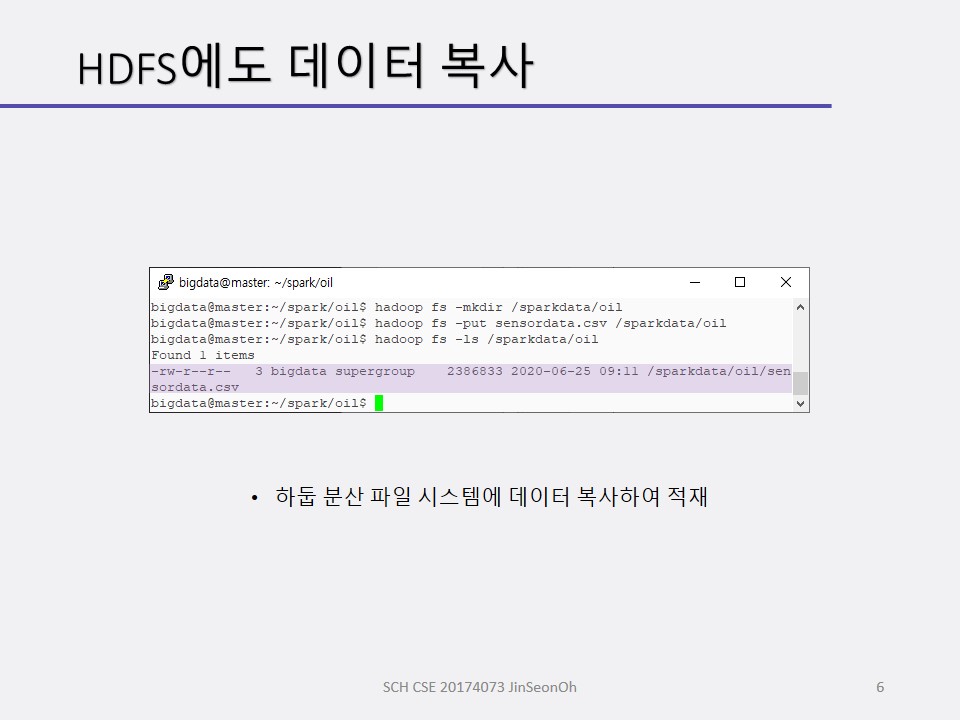 HDFS에도 데이터 복사
bigdata@master: ~/spark/oil
bigdata@master:~/spark/oil$ hadoop fs -mkdir /sparkdata/oil
bigdata@master:~/spark/oil$ hadoop fs -put sensordata.csv /sparkdata/oil
bigdata@master:~/spark/oil$ hadoop fs -ls /sparkdata/oil
Found 1 items
-rw-r--r--   3 bigdata supergroup    2386833 2020-06-25 09:11 /sparkdata/oil/sen
sordata.csv
bigdata@master:~/spark/oil$
• 하둡 분산 파일 시스템에 데이터 복사하여 적재
SCH CSE 20174073 JinSeonOh
6